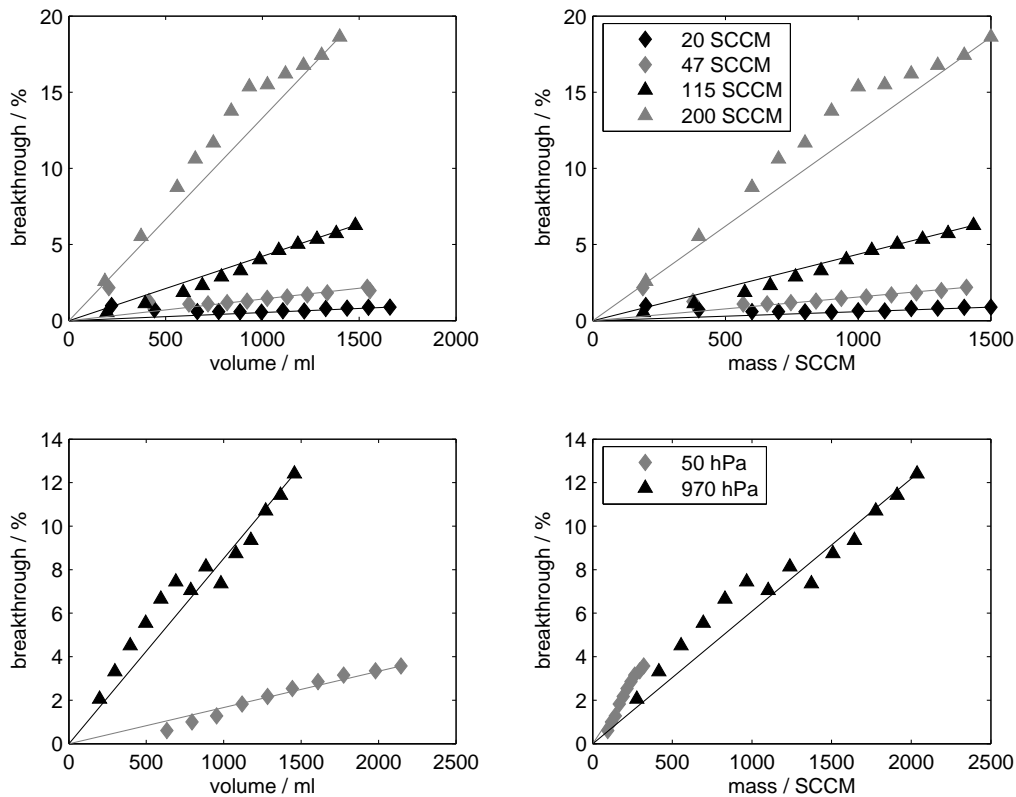 20
15
10
5
0
breakthrough / %
0 500 1000 1500 2000
volume / ml
20
15
10
5
0
breakthrough / %
0 500 1000 1500
mass / SCCM
20 SCCM
47 SCCM
115 SCCM
200 SCCM
14
12
10
8
6
4
2
0
breakthrough / %
0 500 1000 1500 2000 2500
volume / ml
14
12
10
8
6
4
2
0
breakthrough / %
0 500 1000 1500 2000 2500
mass / SCCM
50 hPa
970 hPa